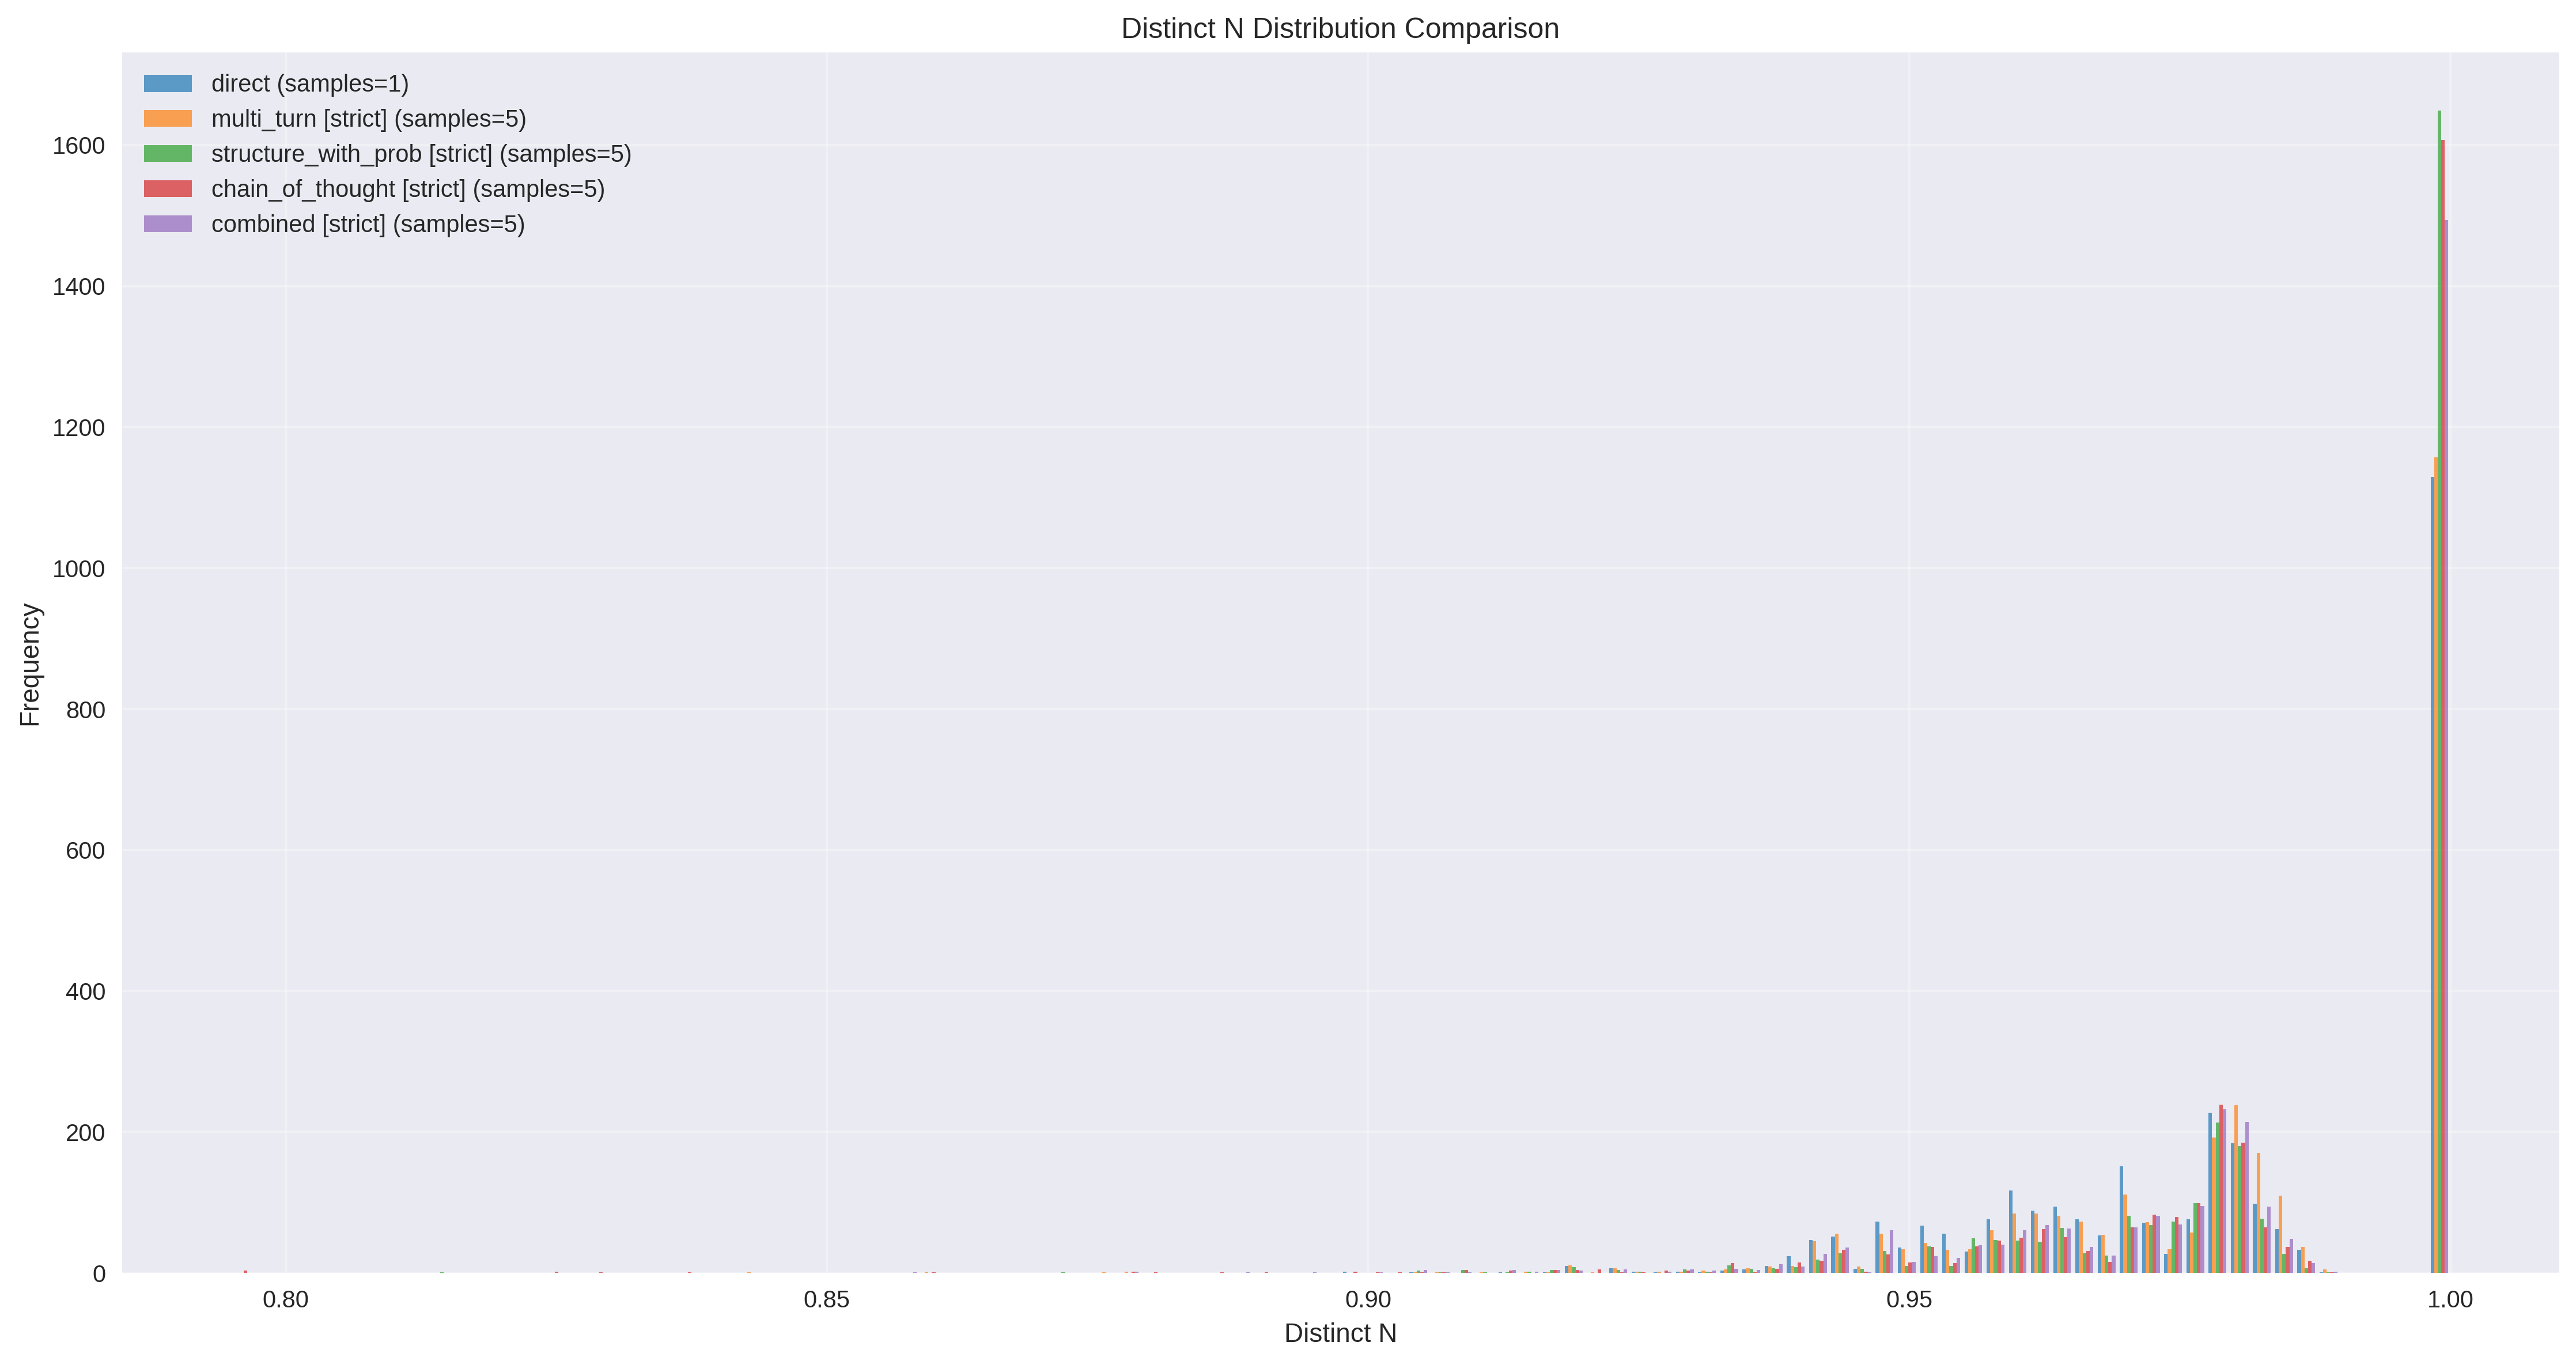 Distinct N Distribution Comparison
direct (samples=1)
multi_turn [strict] (samples=5)
structure_with_prob [strict] (samples=5)
chain_of_thought [strict] (samples=5)
combined [strict] (samples=5)
Frequency
1600
1400
1200
1000
800
600
400
200
0
0.80 0.85 0.90 0.95 1.00
Distinct N